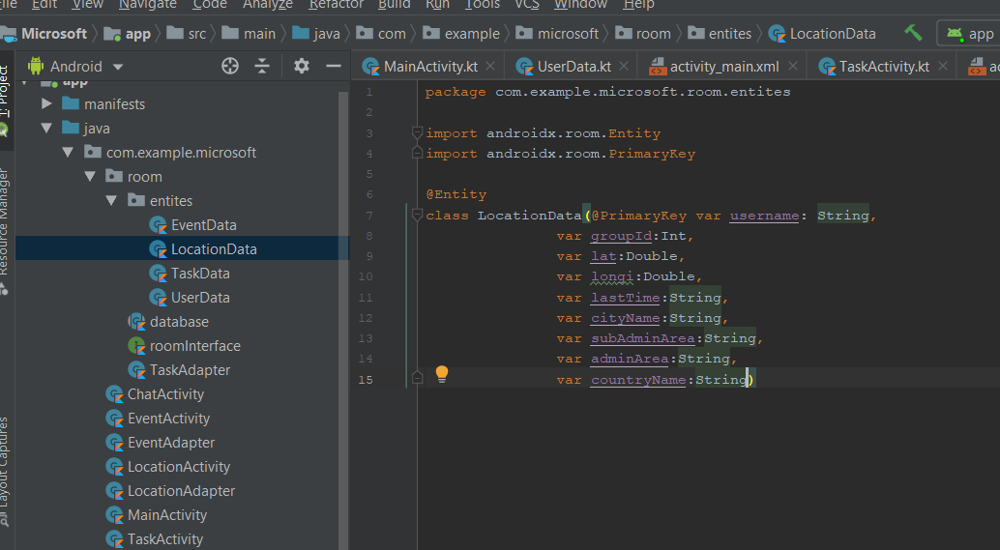 File Edit View Navigate Code Analyze Refactor Build Run Tools VCS Window Help
Microsoft app src main java com example microsoft room entites LocationData app
Android
MainActivity.kt UserData.kt activity_main.xml TaskActivity.kt
1: Project
Resource Manager
Layout Captures
app
manifests
java
com.example.microsoft
room
entites
EventData
LocationData
TaskData
UserData
database
roomInterface
TaskAdapter
ChatActivity
EventActivity
EventAdapter
LocationActivity
LocationAdapter
MainActivity
TaskActivity
1 package com.example.microsoft.room.entites
2
3 import androidx.room.Entity
4 import androidx.room.PrimaryKey
5
6 @Entity
7 class LocationData(@PrimaryKey var username: String,
8 var groupId:Int,
9 var lat:Double,
10 var longi:Double,
11 var lastTime:String,
12 var cityName:String,
13 var subAdminArea:String,
14 var adminArea:String,
15 var countryName:String)